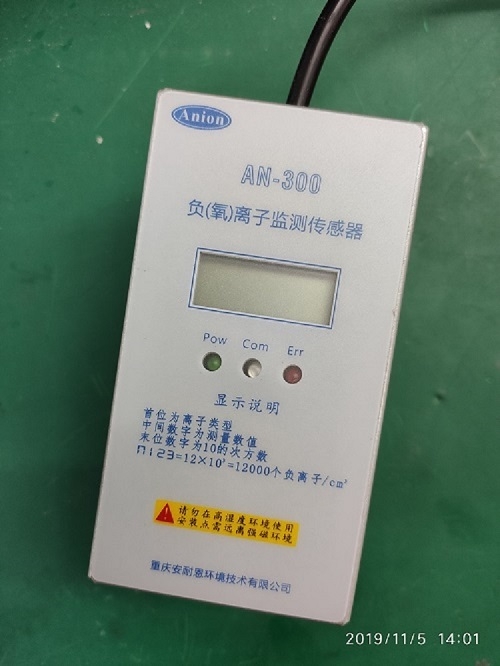 Anion
AN-300
负(氧)离子监测传感器
Pow Com Err
显示说明
首位为离子类型
中间数字为测量数值
末位数字为10的次方数
n123=12×10³=12000个负离子/cm³
请勿在高湿度环境使用
安装点需远离强磁环境
重庆安耐恩环境技术有限公司
2019/11/5 14:01